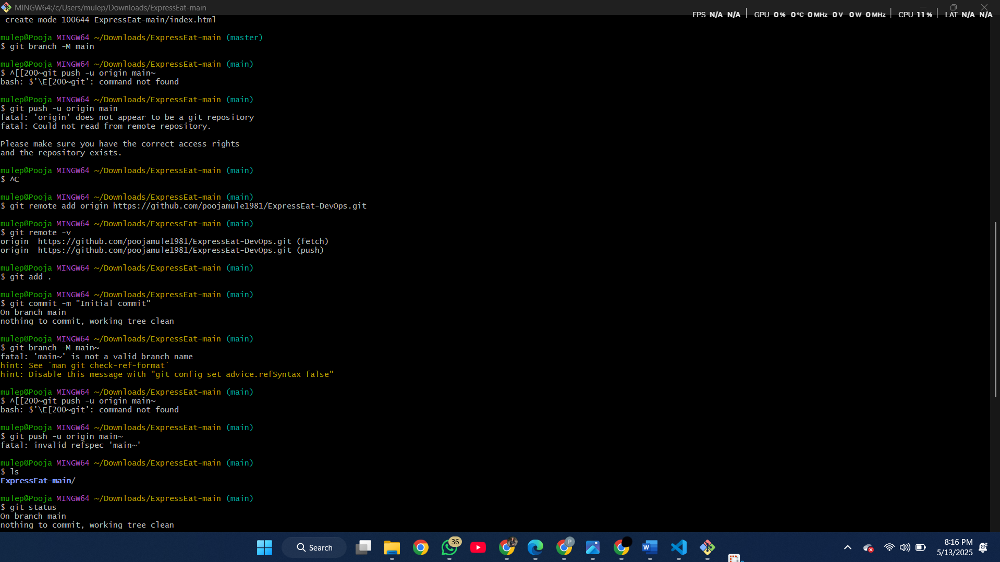 MINGW64:/c/Users/mulep/Downloads/ExpressEat-main
FPS N/A N/A GPU 0 % 0 °C 0 MHz 0 V 0 W 0 MHz CPU 11 % LAT N/A N/A
create mode 100644 ExpressEat-main/index.html
mulep@Pooja MINGW64 ~/Downloads/ExpressEat-main (master)
$ git branch -M main
mulep@Pooja MINGW64 ~/Downloads/ExpressEat-main (main)
$ ^[[200~git push -u origin main~
bash: $'\E[200~git': command not found
mulep@Pooja MINGW64 ~/Downloads/ExpressEat-main (main)
$ git push -u origin main
fatal: 'origin' does not appear to be a git repository
fatal: Could not read from remote repository.
Please make sure you have the correct access rights
and the repository exists.
mulep@Pooja MINGW64 ~/Downloads/ExpressEat-main (main)
$ ^C
mulep@Pooja MINGW64 ~/Downloads/ExpressEat-main (main)
$ git remote add origin https://github.com/poojamule1981/ExpressEat-DevOps.git
mulep@Pooja MINGW64 ~/Downloads/ExpressEat-main (main)
$ git remote -v
origin  https://github.com/poojamule1981/ExpressEat-DevOps.git (fetch)
origin  https://github.com/poojamule1981/ExpressEat-DevOps.git (push)
mulep@Pooja MINGW64 ~/Downloads/ExpressEat-main (main)
$ git add .
mulep@Pooja MINGW64 ~/Downloads/ExpressEat-main (main)
$ git commit -m "Initial commit"
On branch main
nothing to commit, working tree clean
mulep@Pooja MINGW64 ~/Downloads/ExpressEat-main (main)
$ git branch -M main~
fatal: 'main~' is not a valid branch name
hint: See `man git check-ref-format`
hint: Disable this message with "git config set advice.refSyntax false"
mulep@Pooja MINGW64 ~/Downloads/ExpressEat-main (main)
$ ^[[200~git push -u origin main~
bash: $'\E[200~git': command not found
mulep@Pooja MINGW64 ~/Downloads/ExpressEat-main (main)
$ git push -u origin main~
fatal: invalid refspec 'main~'
mulep@Pooja MINGW64 ~/Downloads/ExpressEat-main (main)
$ ls
ExpressEat-main/
mulep@Pooja MINGW64 ~/Downloads/ExpressEat-main (main)
$ git status
On branch main
nothing to commit, working tree clean
Search
36
P
W
8:16 PM
5/13/2025